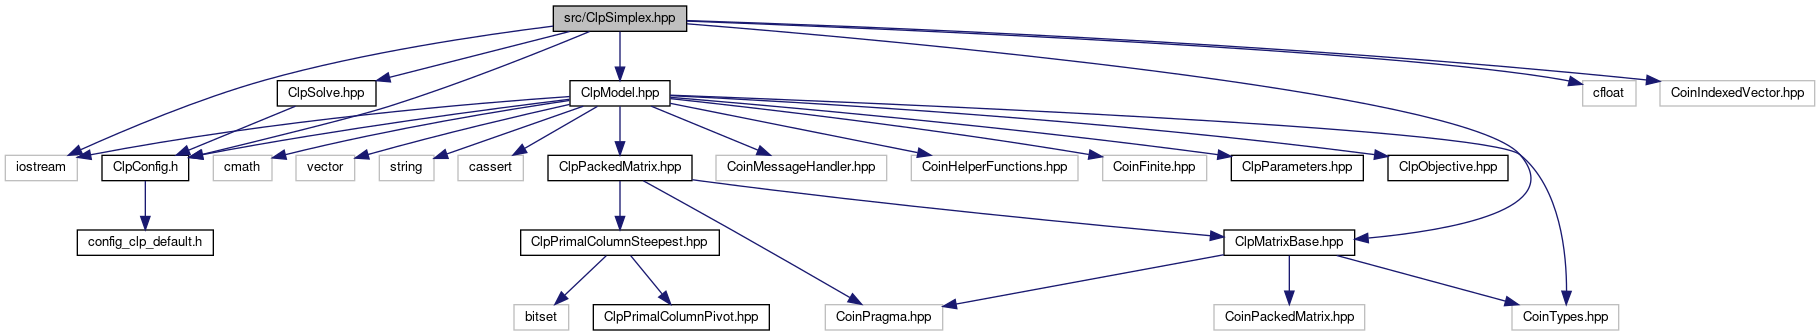 src/ClpSimplex.hpp
ClpSolve.hpp
ClpModel.hpp
cfloat
CoinIndexedVector.hpp
iostream
ClpConfig.h
cmath
vector
string
cassert
ClpPackedMatrix.hpp
CoinMessageHandler.hpp
CoinHelperFunctions.hpp
CoinFinite.hpp
ClpParameters.hpp
ClpObjective.hpp
config_clp_default.h
ClpPrimalColumnSteepest.hpp
ClpMatrixBase.hpp
bitset
ClpPrimalColumnPivot.hpp
CoinPragma.hpp
CoinPackedMatrix.hpp
CoinTypes.hpp